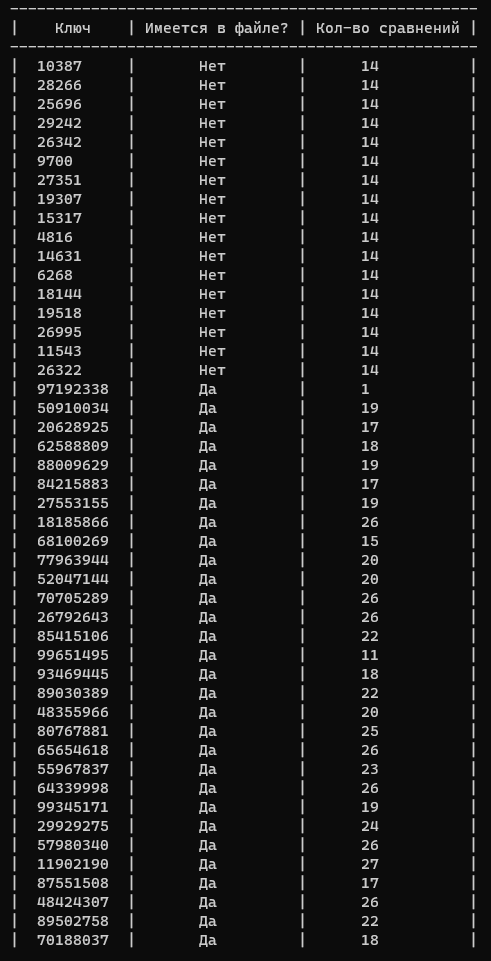 ----------------------------------------------------
|    Ключ    | Имеется в файле? | Кол-во сравнений |
----------------------------------------------------
|  10387     |       Нет        |      14          |
|  28266     |       Нет        |      14          |
|  25696     |       Нет        |      14          |
|  29242     |       Нет        |      14          |
|  26342     |       Нет        |      14          |
|  9700      |       Нет        |      14          |
|  27351     |       Нет        |      14          |
|  19307     |       Нет        |      14          |
|  15317     |       Нет        |      14          |
|  4816      |       Нет        |      14          |
|  14631     |       Нет        |      14          |
|  6268      |       Нет        |      14          |
|  18144     |       Нет        |      14          |
|  19518     |       Нет        |      14          |
|  26995     |       Нет        |      14          |
|  11543     |       Нет        |      14          |
|  26322     |       Нет        |      14          |
|  97192338  |       Да         |      1           |
|  50910034  |       Да         |      19          |
|  20628925  |       Да         |      17          |
|  62588809  |       Да         |      18          |
|  88009629  |       Да         |      19          |
|  84215883  |       Да         |      17          |
|  27553155  |       Да         |      19          |
|  18185866  |       Да         |      26          |
|  68100269  |       Да         |      15          |
|  77963944  |       Да         |      20          |
|  52047144  |       Да         |      20          |
|  70705289  |       Да         |      26          |
|  26792643  |       Да         |      26          |
|  85415106  |       Да         |      22          |
|  99651495  |       Да         |      11          |
|  93469445  |       Да         |      18          |
|  89030389  |       Да         |      22          |
|  48355966  |       Да         |      20          |
|  80767881  |       Да         |      25          |
|  65654618  |       Да         |      26          |
|  55967837  |       Да         |      23          |
|  64339998  |       Да         |      26          |
|  99345171  |       Да         |      19          |
|  29929275  |       Да         |      24          |
|  57980340  |       Да         |      26          |
|  11902190  |       Да         |      27          |
|  87551508  |       Да         |      17          |
|  48424307  |       Да         |      26          |
|  89502758  |       Да         |      22          |
|  70188037  |       Да         |      18          |